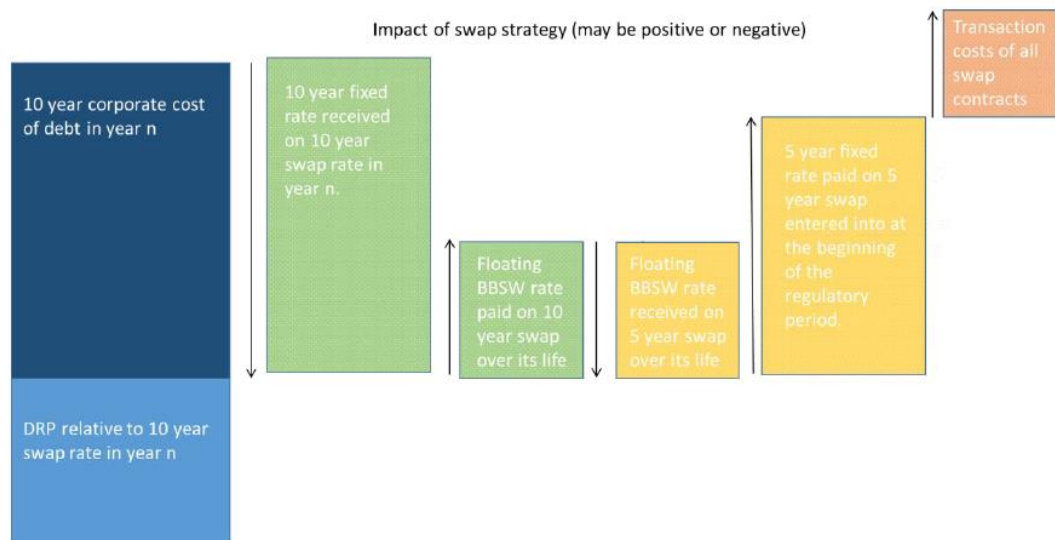 Impact of swap strategy (may be positive or negative)
Transaction
costs of all
swap
contracts
10 year corporate cost
of debt in year n
10 year fixed
rate received
on 10 year
swap rate in
year n.
5 year fixed
rate paid on 5
year swap
entered into at
the beginning
of the
regulatory
period.
Floating
BBSW rate
paid on 10
year swap
over its life
Floating
BBSW rate
received on
5 year swap
over its life
DRP relative to 10 year
swap rate in year n